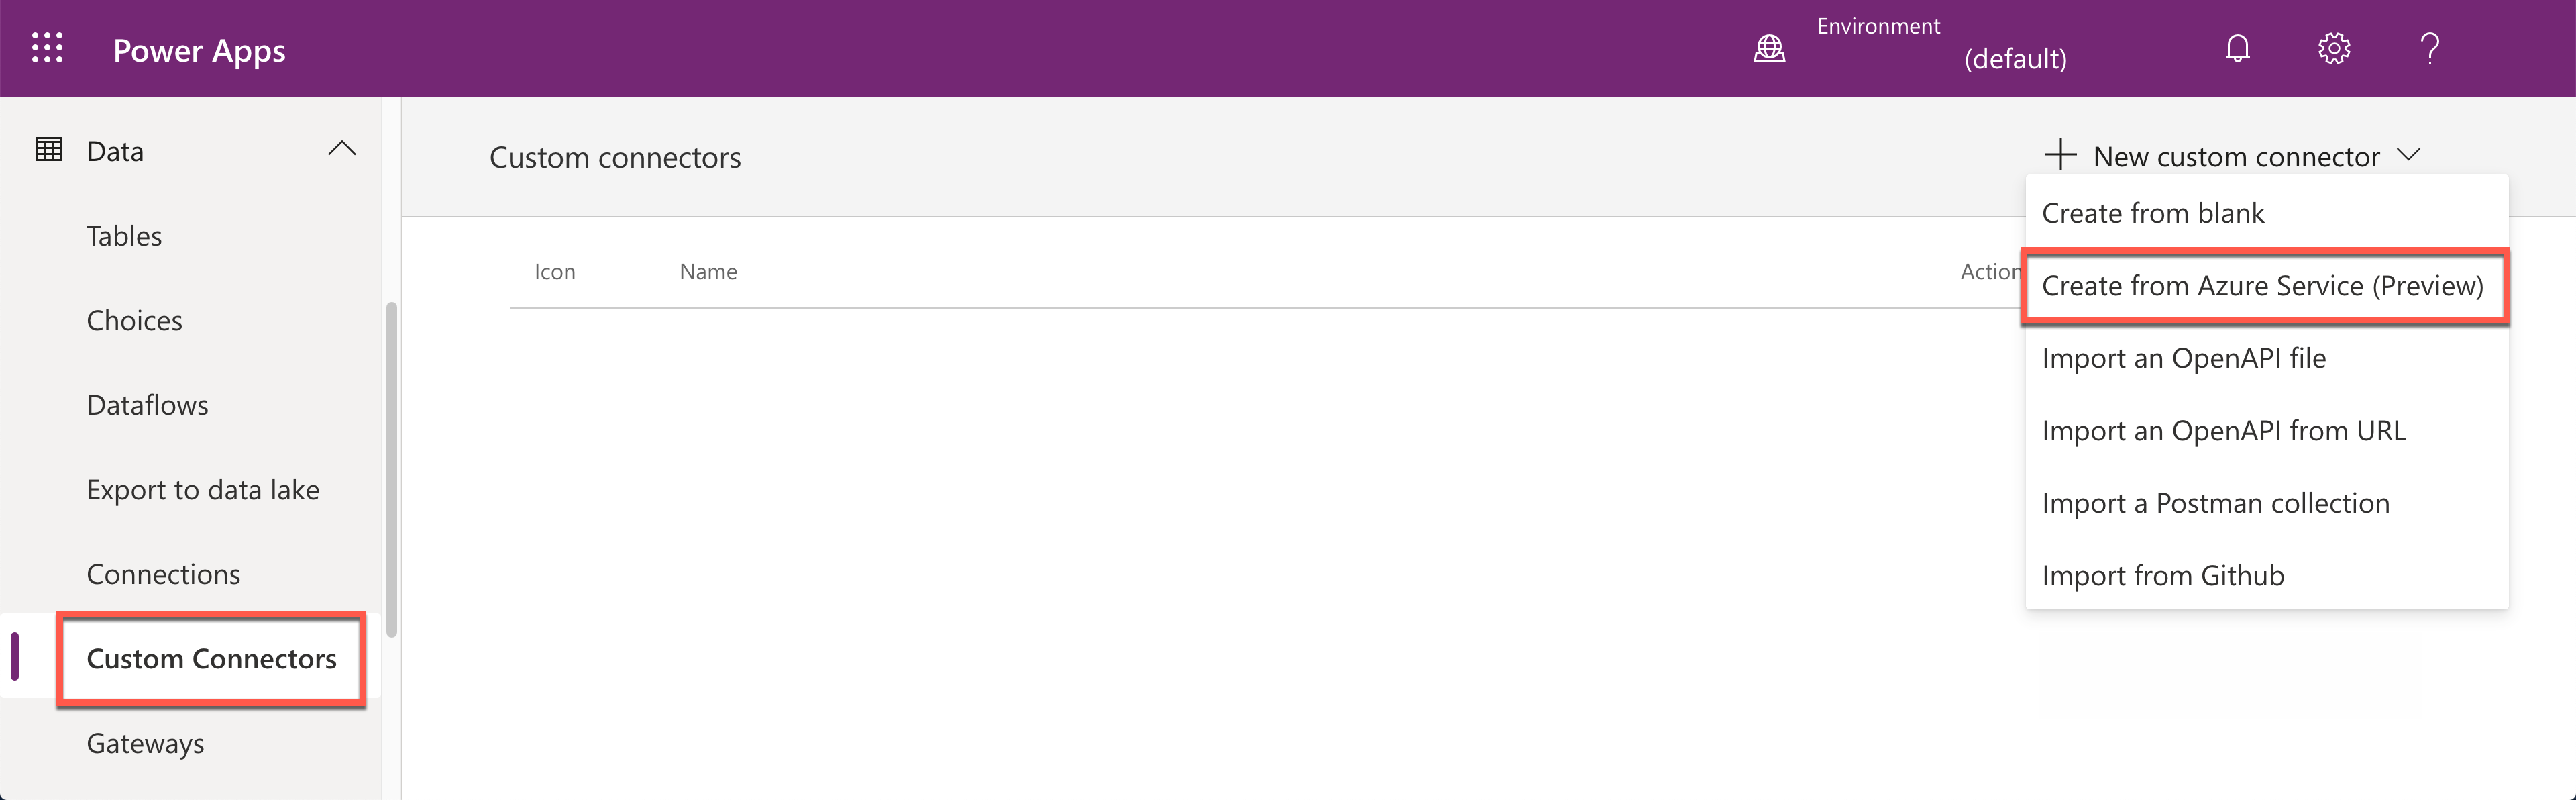 Power Apps
Environment
(default)
?
Data
Tables
Choices
Dataflows
Export to data lake
Connections
Custom Connectors
Gateways
Custom connectors
New custom connector
Create from blank
Create from Azure Service (Preview)
Import an OpenAPI file
Import an OpenAPI from URL
Import a Postman collection
Import from Github
Icon
Name
Action